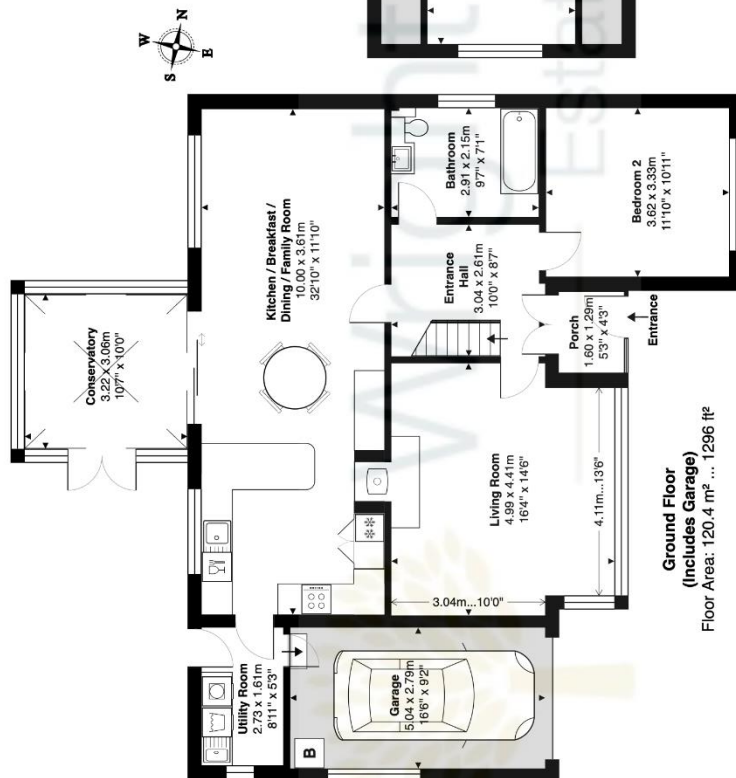 N
W
E
S
Conservatory
3.22 x 3.06m
10'7" x 10'0"
Kitchen / Breakfast /
Dining / Family Room
10.00 x 3.61m
32'10" x 11'10"
Bathroom
2.91 x 2.15m
9'7" x 7'1"
Bedroom 2
3.62 x 3.33m
11'10" x 10'11"
Entrance
Hall
3.04 x 2.61m
10'0" x 8'7"
Porch
1.60 x 1.29m
5'3" x 4'3"
Entrance
Living Room
4.99 x 4.41m
16'4" x 14'6"
4.11m...13'6"
3.04m...10'0"
Utility Room
2.73 x 1.61m
8'11" x 5'3"
Garage
5.04 x 2.79m
16'6" x 9'2"
B
Ground Floor
(Includes Garage)
Floor Area: 120.4 m² ... 1296 ft²
Wright
Estat